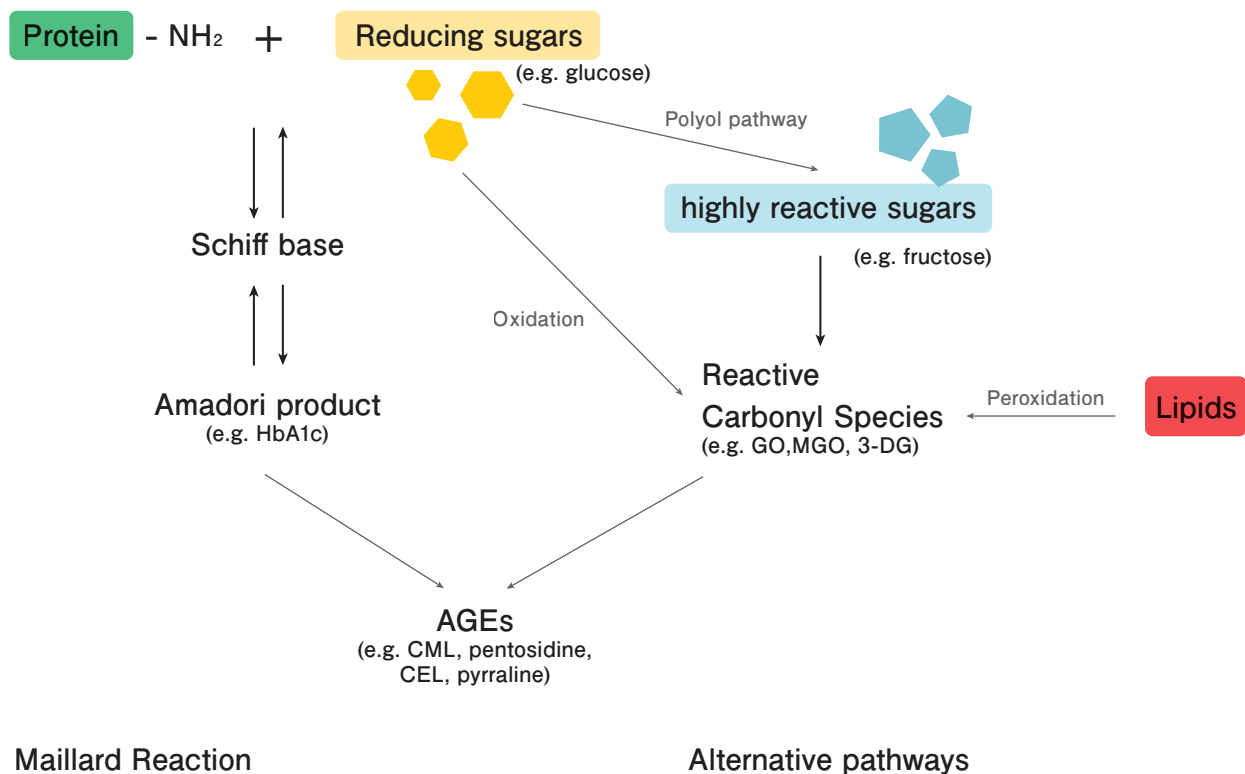 Protein - NH₂ + Reducing sugars
(e.g. glucose)
Polyol pathway
highly reactive sugars
(e.g. fructose)
Schiff base
Oxidation
Reactive
Carbonyl Species
(e.g. GO,MGO, 3-DG)
Peroxidation
Lipids
Amadori product
(e.g. HbA1c)
AGEs
(e.g. CML, pentosidine,
CEL, pyrraline)
Maillard Reaction
Alternative pathways